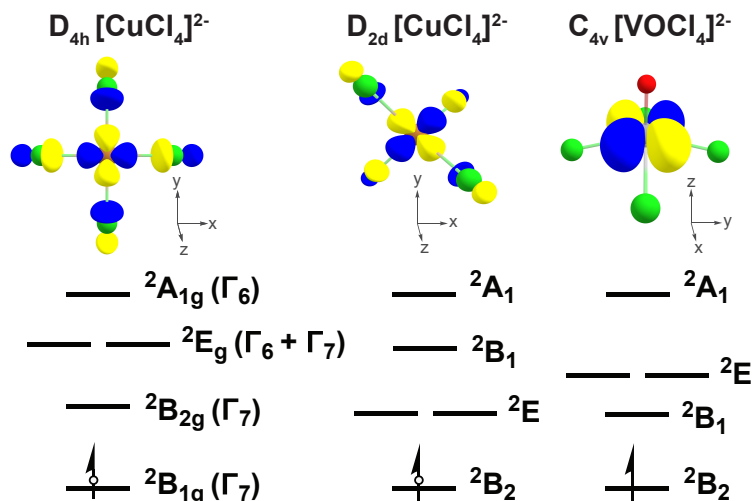 D₄ₕ [CuCl₄]²⁻
D₂d [CuCl₄]²⁻
C₄ᵥ [VOCl₄]²⁻
y
x
z
y
x
z
z
y
x
²A₁g (Γ₆)
²Eg (Γ₆ + Γ₇)
²B₂g (Γ₇)
²B₁g (Γ₇)
²A₁
²B₁
²E
²B₂
²A₁
²E
²B₁
²B₂